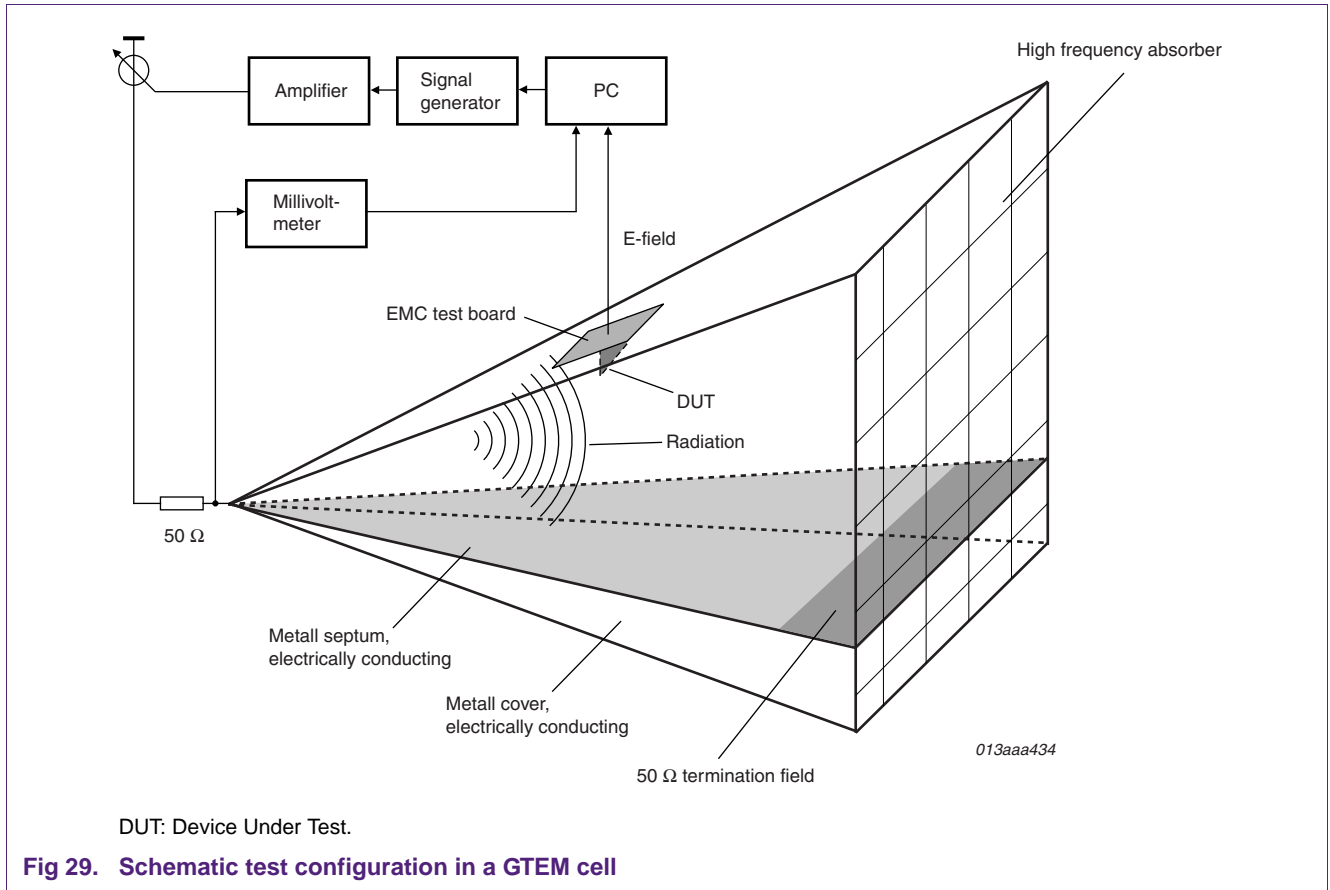 High frequency absorber
Amplifier
Signal
generator
PC
Millivolt-
meter
E-field
EMC test board
DUT
Radiation
50 Ω
Metall septum,
electrically conducting
Metall cover,
electrically conducting
50 Ω termination field
013aaa434
DUT: Device Under Test.
Fig 29. Schematic test configuration in a GTEM cell